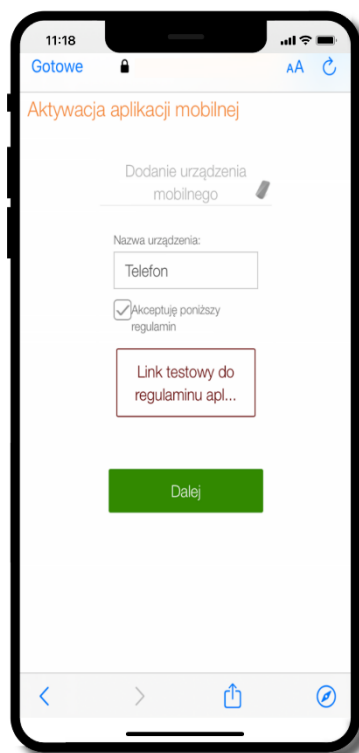 11:18
Gotowe
AA
Aktywacja aplikacji mobilnej
Dodanie urządzenia
mobilnego
Nazwa urządzenia:
Telefon
Akceptuję poniższy
regulamin
Link testowy do
regulaminu apl...
Dalej